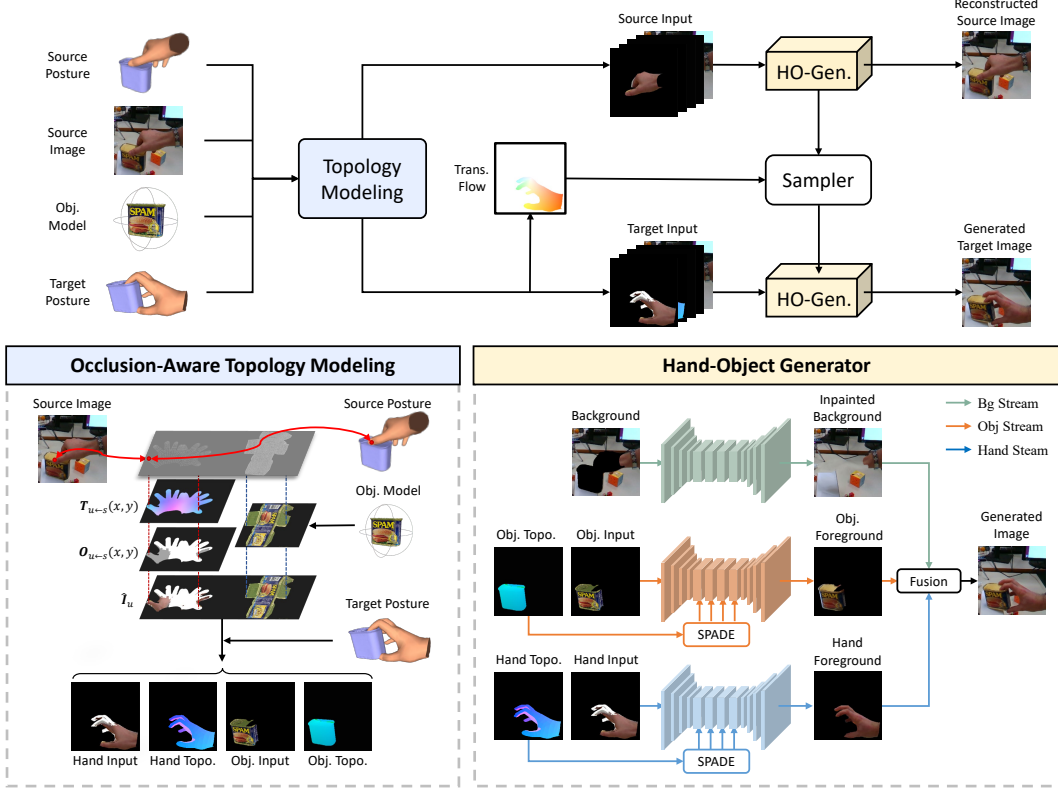 Source
Posture
Source
Image
Obj.
Model
SPAM
Target
Posture
Topology
Modeling
Source Input
HO-Gen.
Reconstructed
Source Image
Trans.
Flow
Sampler
Target Input
HO-Gen.
Generated
Target Image
Occlusion-Aware Topology Modeling
Source Image
Source Posture
T_{u←s}(x, y)
Obj. Model
SPAM
O_{u←s}(x, y)
Î_u
Target Posture
Hand Input
Hand Topo.
Obj. Input
Obj. Topo.
Hand-Object Generator
Background
Inpainted
Background
Bg Stream
Obj Stream
Hand Steam
Obj. Topo.
Obj. Input
SPADE
Obj.
Foreground
Fusion
Generated
Image
Hand Topo.
Hand Input
SPADE
Hand
Foreground